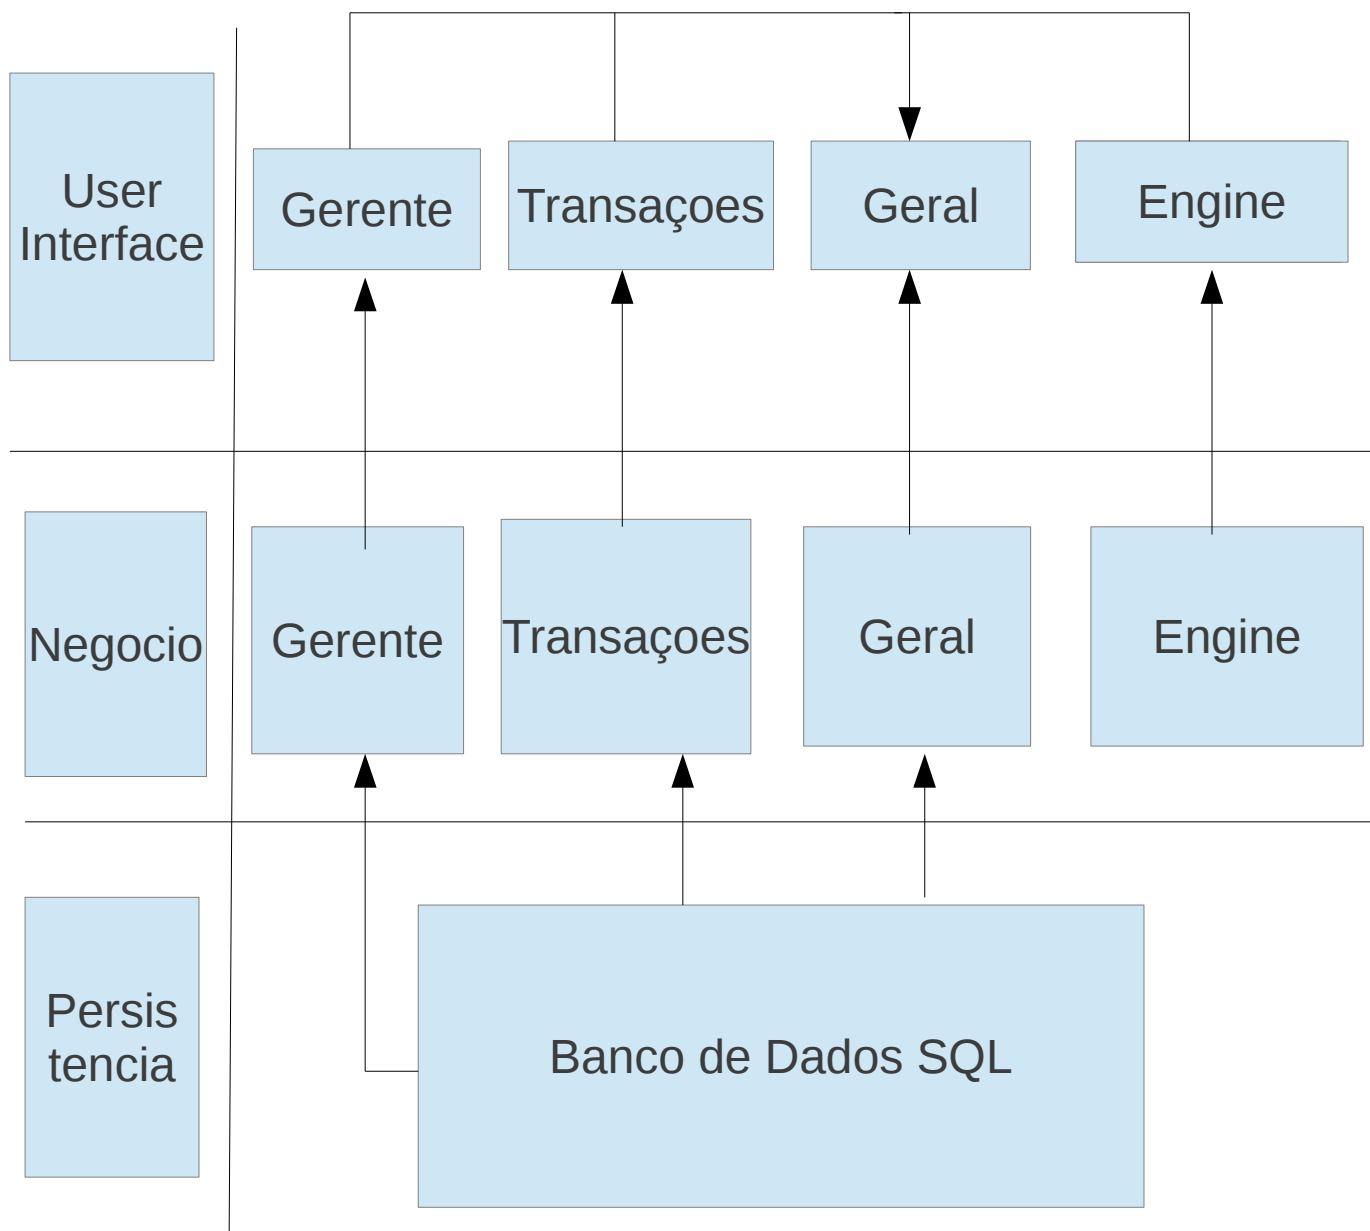 User
Interface
Gerente
Transaçoes
Geral
Engine
Negocio
Gerente
Transaçoes
Geral
Engine
Persis
tencia
Banco de Dados SQL